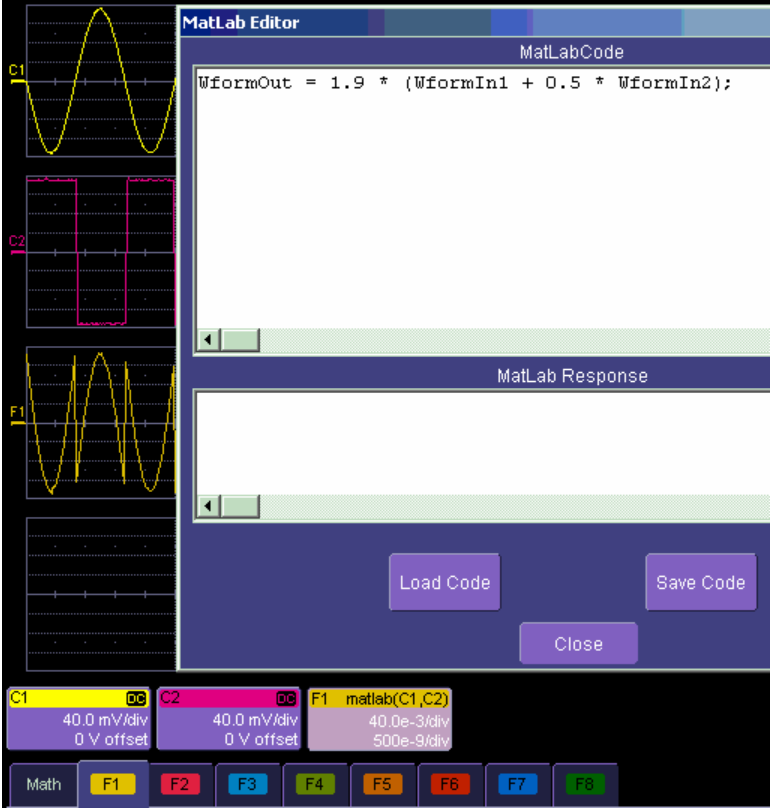 MatLab Editor
MatLabCode
WformOut = 1.9 * (WformIn1 + 0.5 * WformIn2);
C1
C2
F1
MatLab Response
Load Code
Save Code
Close
C1 DC
40.0 mV/div
0 V offset
C2 DC
40.0 mV/div
0 V offset
F1 matlab(C1,C2)
40.0e-3/div
500e-9/div
Math F1 F2 F3 F4 F5 F6 F7 F8